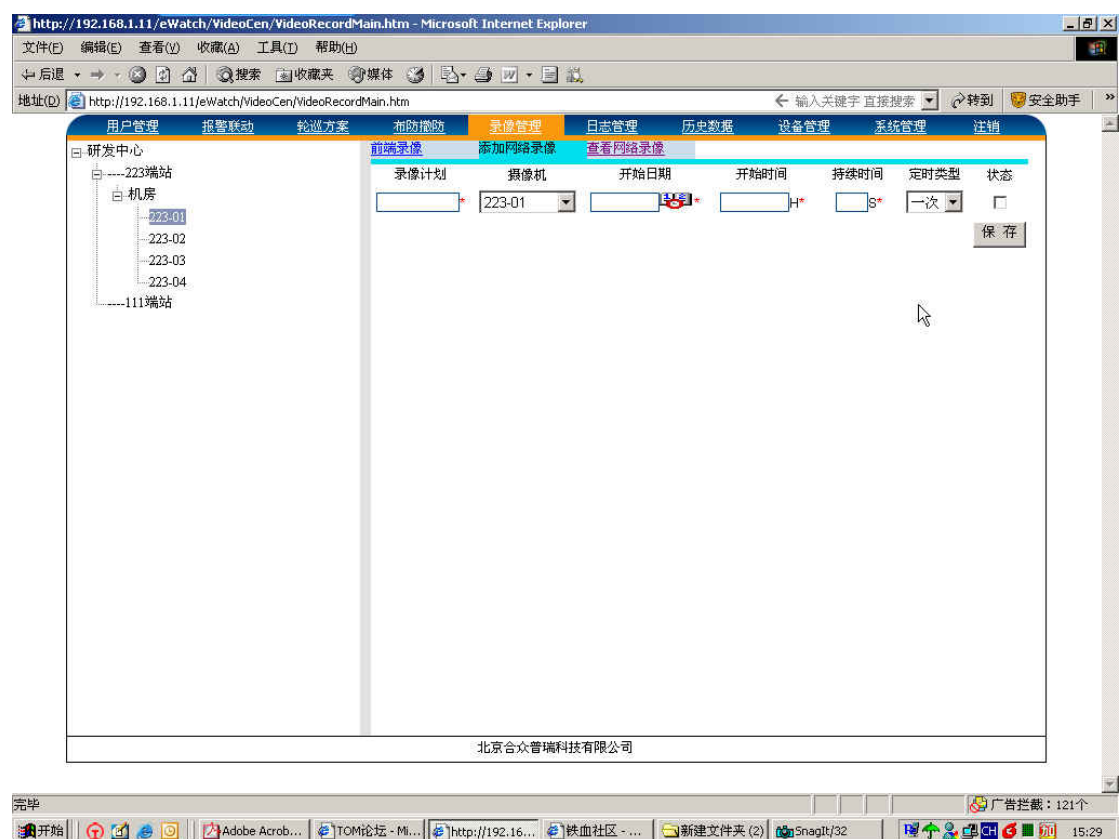 http://192.168.1.11/eWatch/VideoCen/VideoRecordMain.htm - Microsoft Internet Explorer
文件(F) 编辑(E) 查看(V) 收藏(A) 工具(T) 帮助(H)
后退 搜索 收藏夹 媒体
地址(D) http://192.168.1.11/eWatch/VideoCen/VideoRecordMain.htm 输入关键字 直接搜索 转到 安全助手 »
用户管理 报警联动 轮巡方案 布防撤防 录像管理 日志管理 历史数据 设备管理 系统管理 注销
研发中心
----223端站
机房
223-01
223-02
223-03
223-04
----111端站
前端录像 添加网络录像 查看网络录像
录像计划 摄像机 开始日期 开始时间 持续时间 定时类型 状态
* 223-01 * H* S* 一次
保 存
北京合众普瑞科技有限公司
完毕 广告拦截：121个
开始 Adobe Acrob... TOM论坛 - Mi... http://192.16... 铁血社区 - ... 新建文件夹 (2) SnagIt/32 CH 15:29